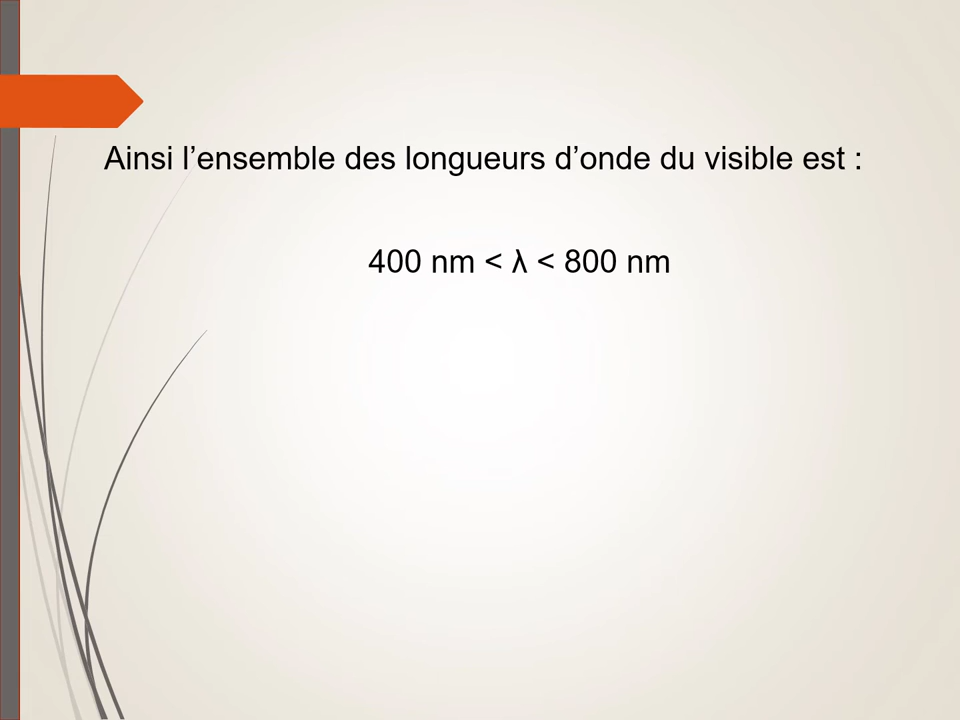 Ainsi l’ensemble des longueurs d’onde du visible est :
400 nm < λ < 800 nm